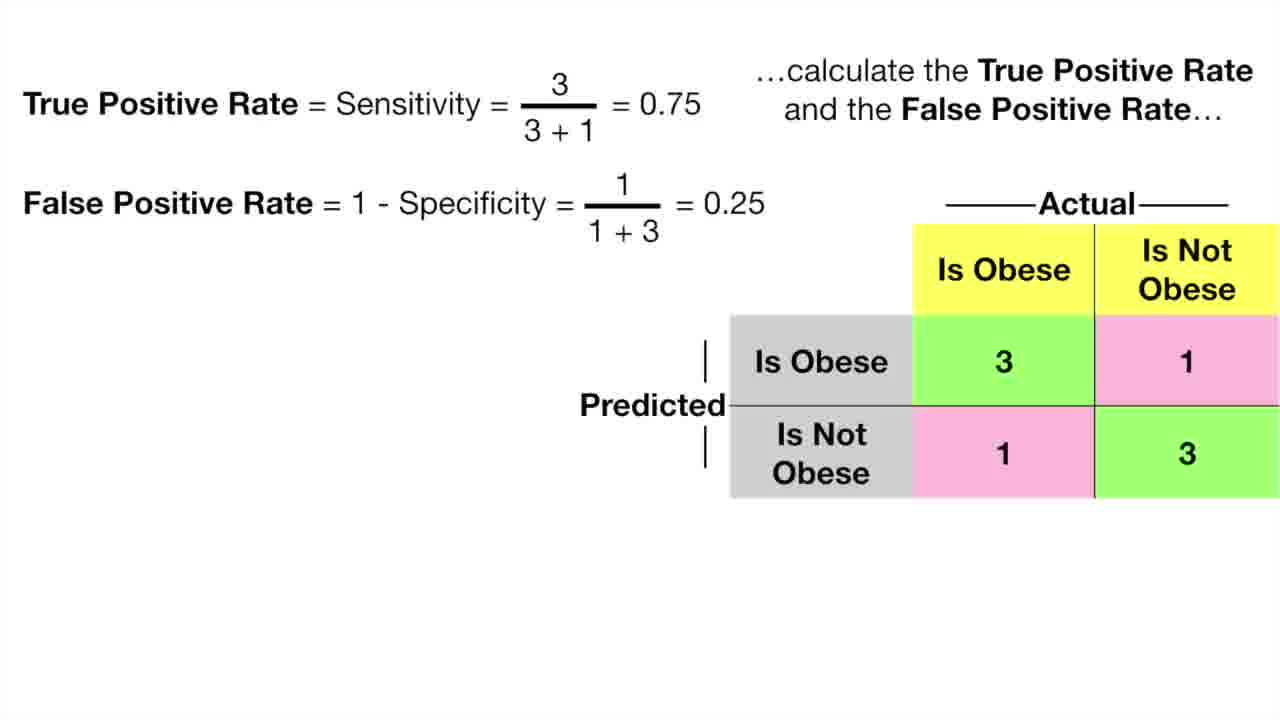 …calculate the True Positive Rate
and the False Positive Rate…
True Positive Rate = Sensitivity = 3 / 3 + 1 = 0.75
False Positive Rate = 1 - Specificity = 1 / 1 + 3 = 0.25
Actual
Is Obese
Is Not
Obese
Predicted
Is Obese
3
1
Is Not
Obese
1
3